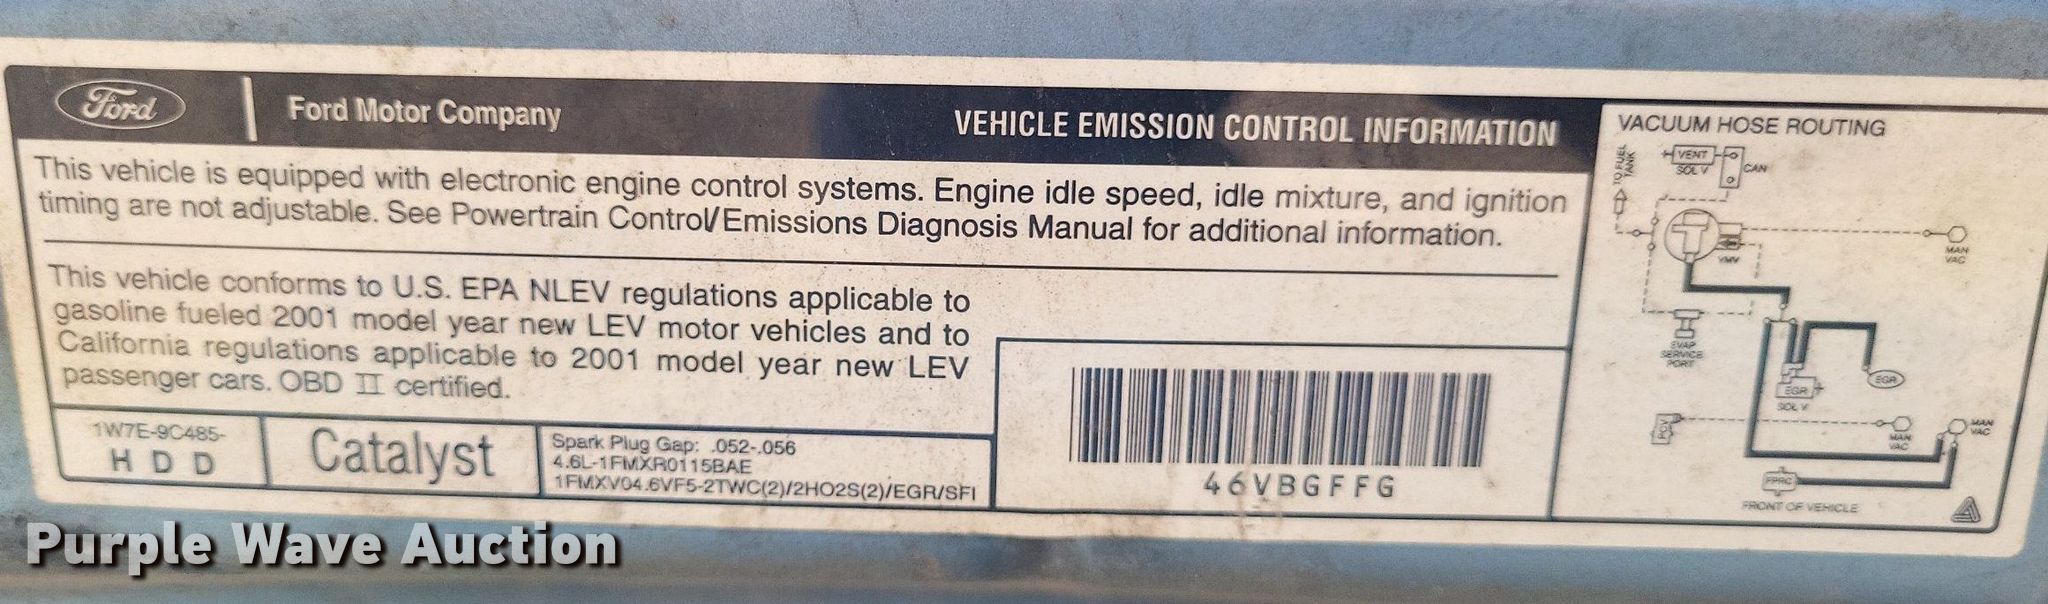 Ford
Ford Motor Company
VEHICLE EMISSION CONTROL INFORMATION
This vehicle is equipped with electronic engine control systems. Engine idle speed, idle mixture, and ignition
timing are not adjustable. See Powertrain Control/Emissions Diagnosis Manual for additional information.
This vehicle conforms to U.S. EPA NLEV regulations applicable to
gasoline fueled 2001 model year new LEV motor vehicles and to
California regulations applicable to 2001 model year new LEV
passenger cars. OBD II certified.
1W7E-9C485-
HDD
Catalyst
Spark Plug Gap: .052-.056
4.6L-1FMXR0115BAE
1FMXV04.6VF5-2TWC(2)/2HO2S(2)/EGR/SFI
46VBGFFG
VACUUM HOSE ROUTING
TO FUEL
TANK
VENT
SOL V
CAN
VMV
MAN
VAC
EVAP
SERVICE
PORT
EGR
SOL V
EGR
PCV
MAN
VAC
MAN
VAC
FPRC
FRONT OF VEHICLE
Purple Wave Auction